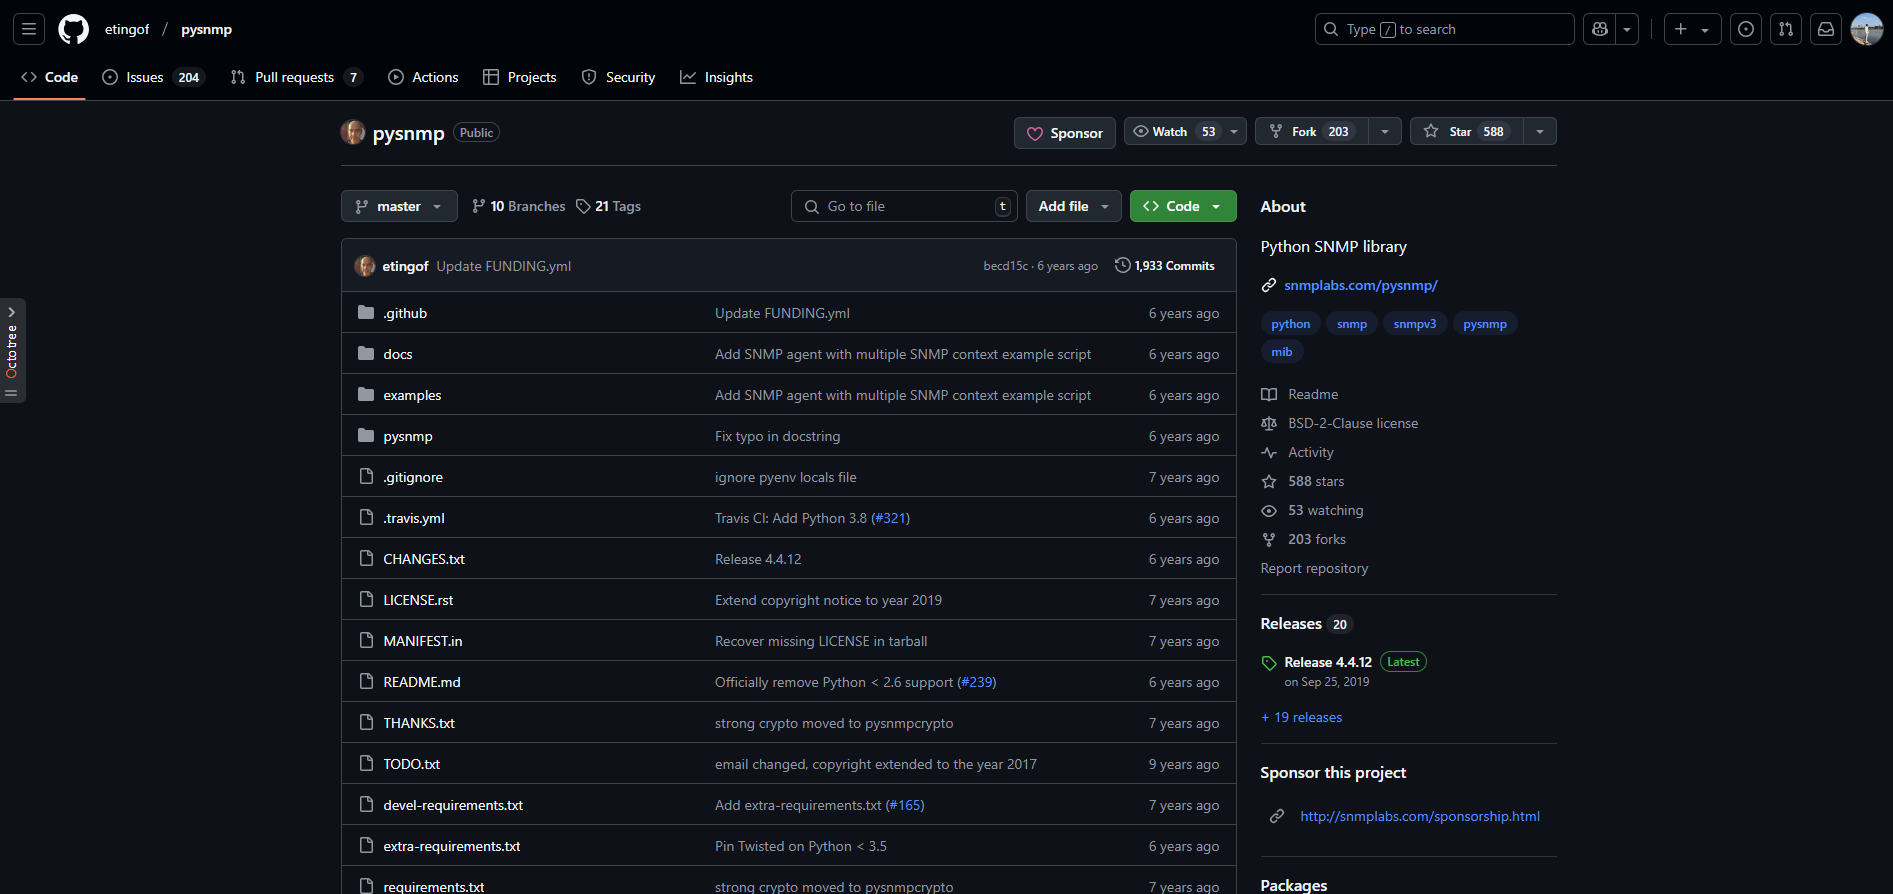 etingof / pysnmp
Type / to search
Code
Issues 204
Pull requests 7
Actions
Projects
Security
Insights
pysnmp Public
Sponsor
Watch 53
Fork 203
Star 588
master
10 Branches
21 Tags
Go to file t
Add file
Code
etingof Update FUNDING.yml becd15c · 6 years ago 1,933 Commits
.github Update FUNDING.yml 6 years ago
docs Add SNMP agent with multiple SNMP context example script 6 years ago
examples Add SNMP agent with multiple SNMP context example script 6 years ago
pysnmp Fix typo in docstring 6 years ago
.gitignore ignore pyenv locals file 7 years ago
.travis.yml Travis CI: Add Python 3.8 (#321) 6 years ago
CHANGES.txt Release 4.4.12 6 years ago
LICENSE.rst Extend copyright notice to year 2019 7 years ago
MANIFEST.in Recover missing LICENSE in tarball 7 years ago
README.md Officially remove Python < 2.6 support (#239) 6 years ago
THANKS.txt strong crypto moved to pysnmpcrypto 7 years ago
TODO.txt email changed, copyright extended to the year 2017 9 years ago
devel-requirements.txt Add extra-requirements.txt (#165) 7 years ago
extra-requirements.txt Pin Twisted on Python < 3.5 6 years ago
requirements.txt strong crypto moved to pysnmpcrypto 7 years ago
Octotree
About
Python SNMP library
snmplabs.com/pysnmp/
python snmp snmpv3 pysnmp
mib
Readme
BSD-2-Clause license
Activity
588 stars
53 watching
203 forks
Report repository
Releases 20
Release 4.4.12 Latest
on Sep 25, 2019
+ 19 releases
Sponsor this project
http://snmplabs.com/sponsorship.html
Packages